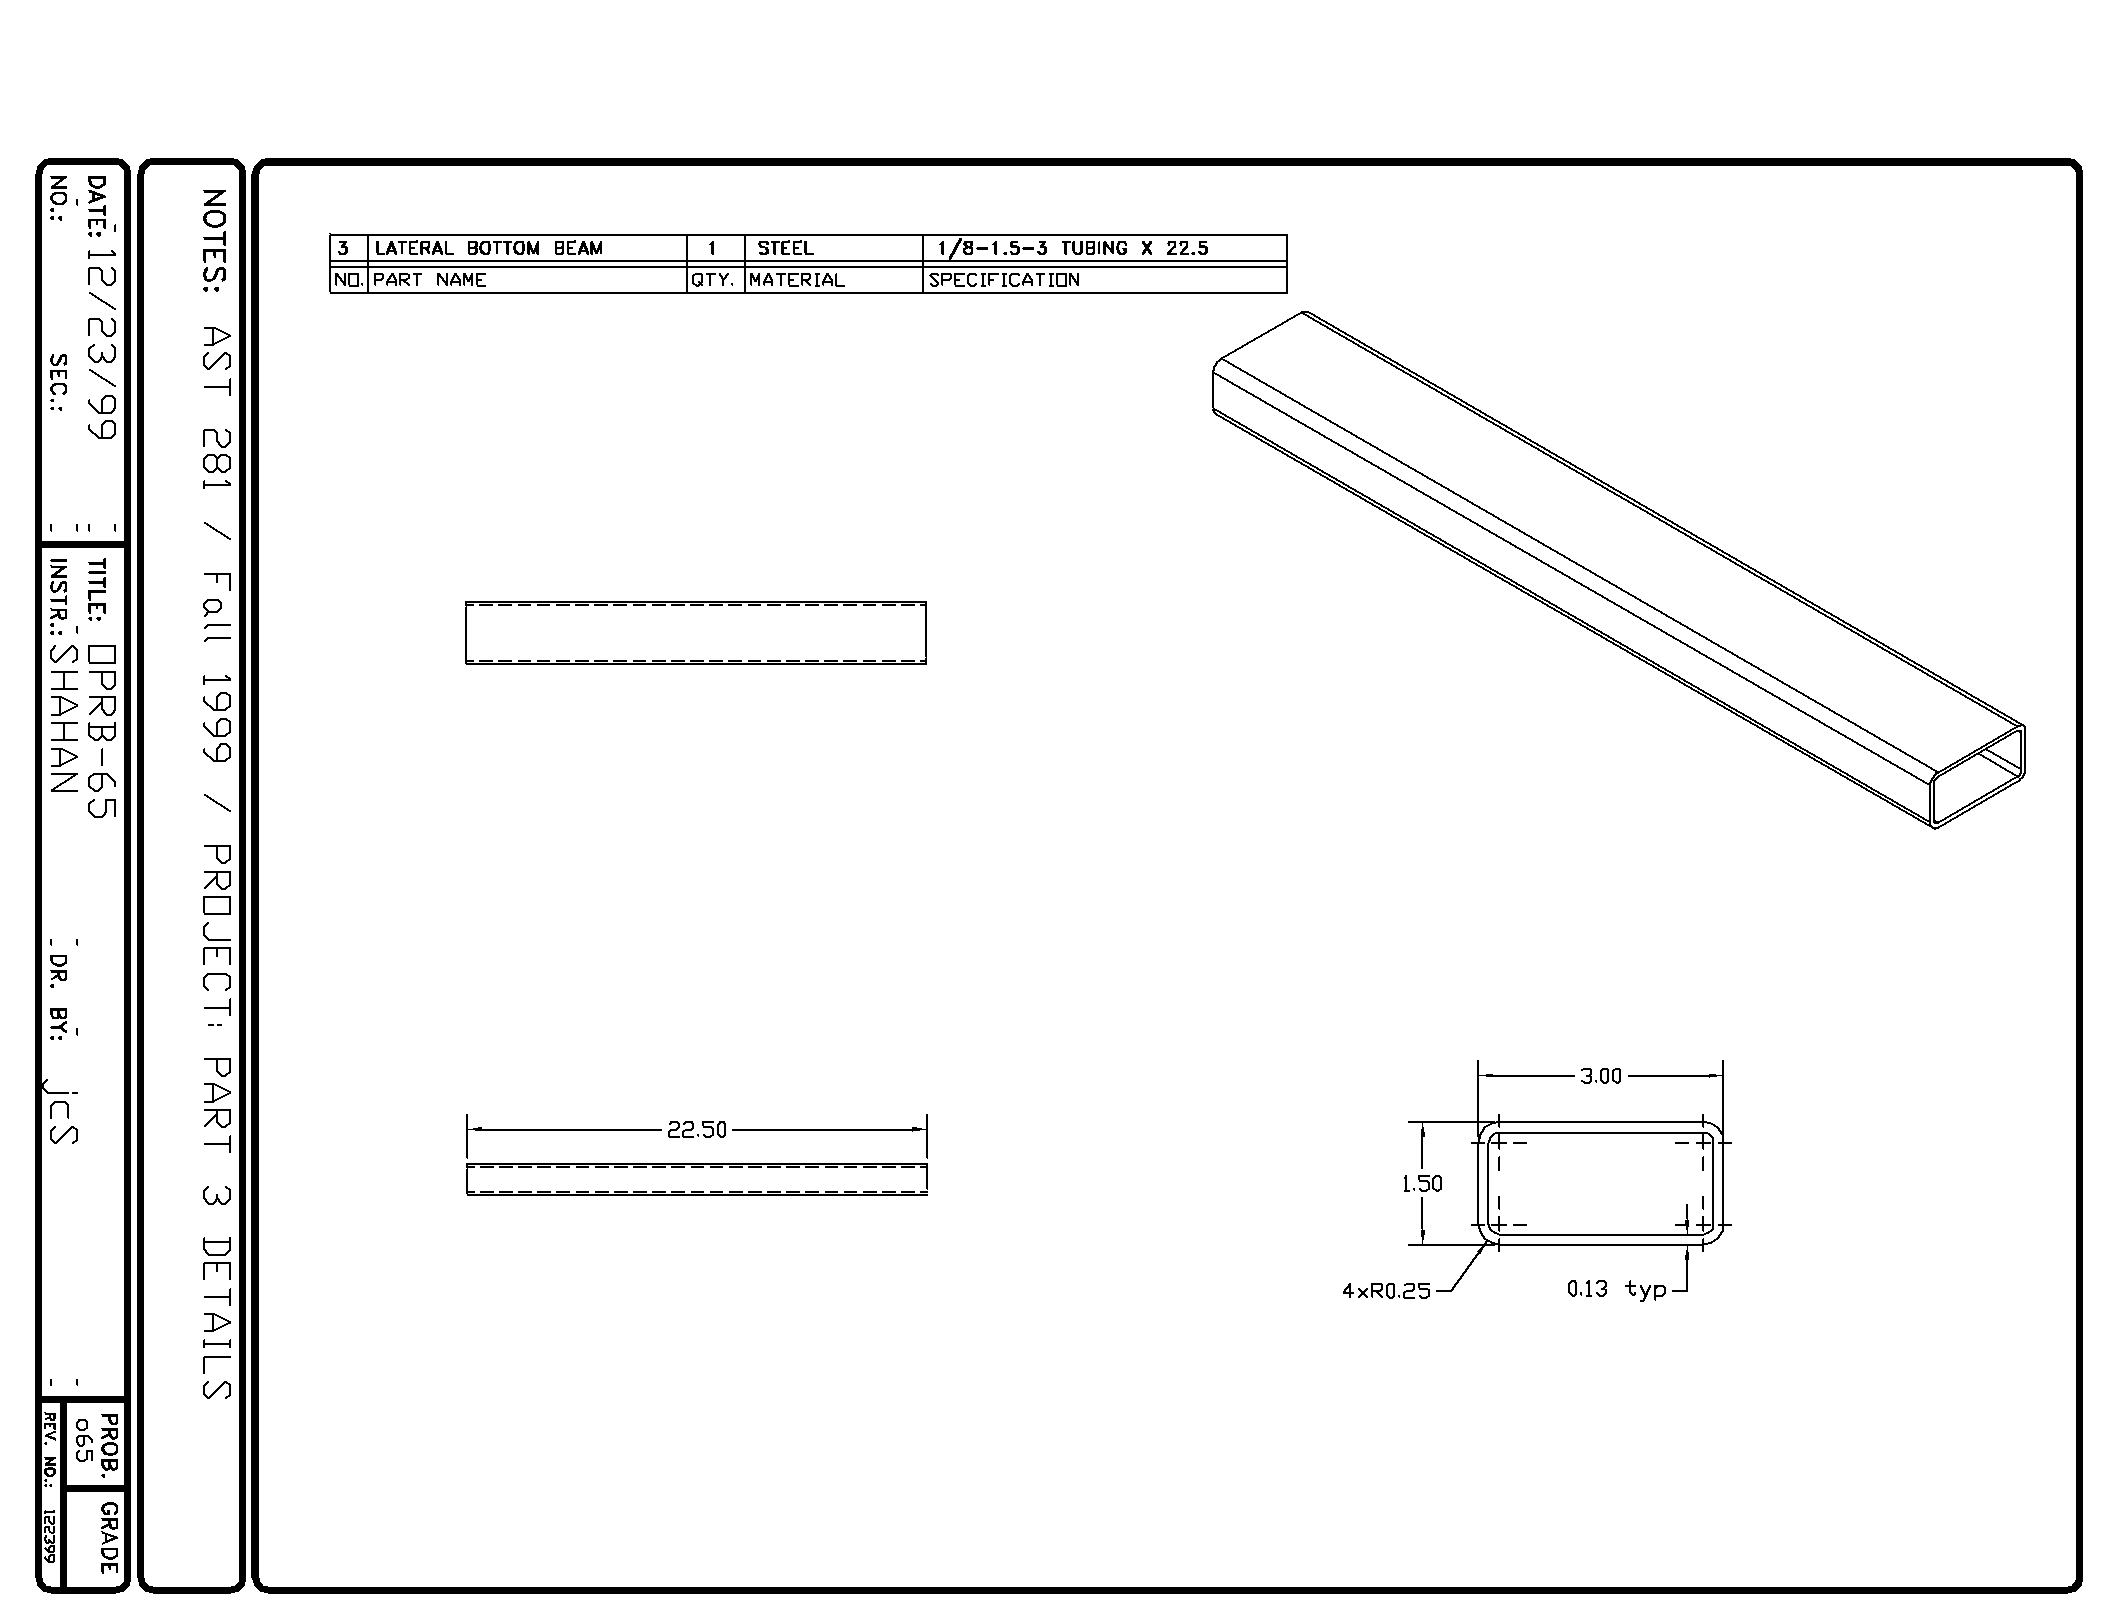 3 LATERAL BOTTOM BEAM 1 STEEL 1/8-1.5-3 TUBING X 22.5
NO. PART NAME QTY. MATERIAL SPECIFICATION
22.50
3.00
1.50
4xR0.25
0.13 typ
NOTES: AST 281 / Fall 1999 / PROJECT: PART 3 DETAILS
DATE: 12/23/99
NO.: SEC.:
TITLE: OPRB-65
INSTR.: SHAHAN DR. BY: jcS
PROB. GRADE
o65
REV. NO.: 122399